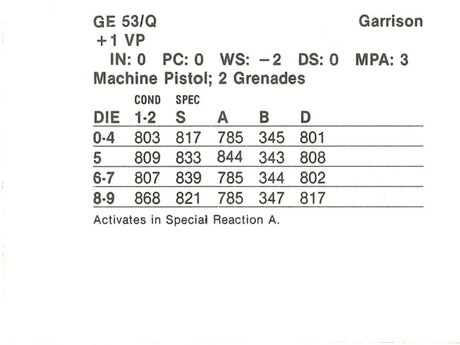 GE 53/Q Garrison
+1 VP
IN: 0 PC: 0 WS: −2 DS: 0 MPA: 3
Machine Pistol; 2 Grenades
COND SPEC
DIE 1-2 S A B D
0-4 803 817 785 345 801
5 809 833 844 343 808
6-7 807 839 785 344 802
8-9 868 821 785 347 817
Activates in Special Reaction A.